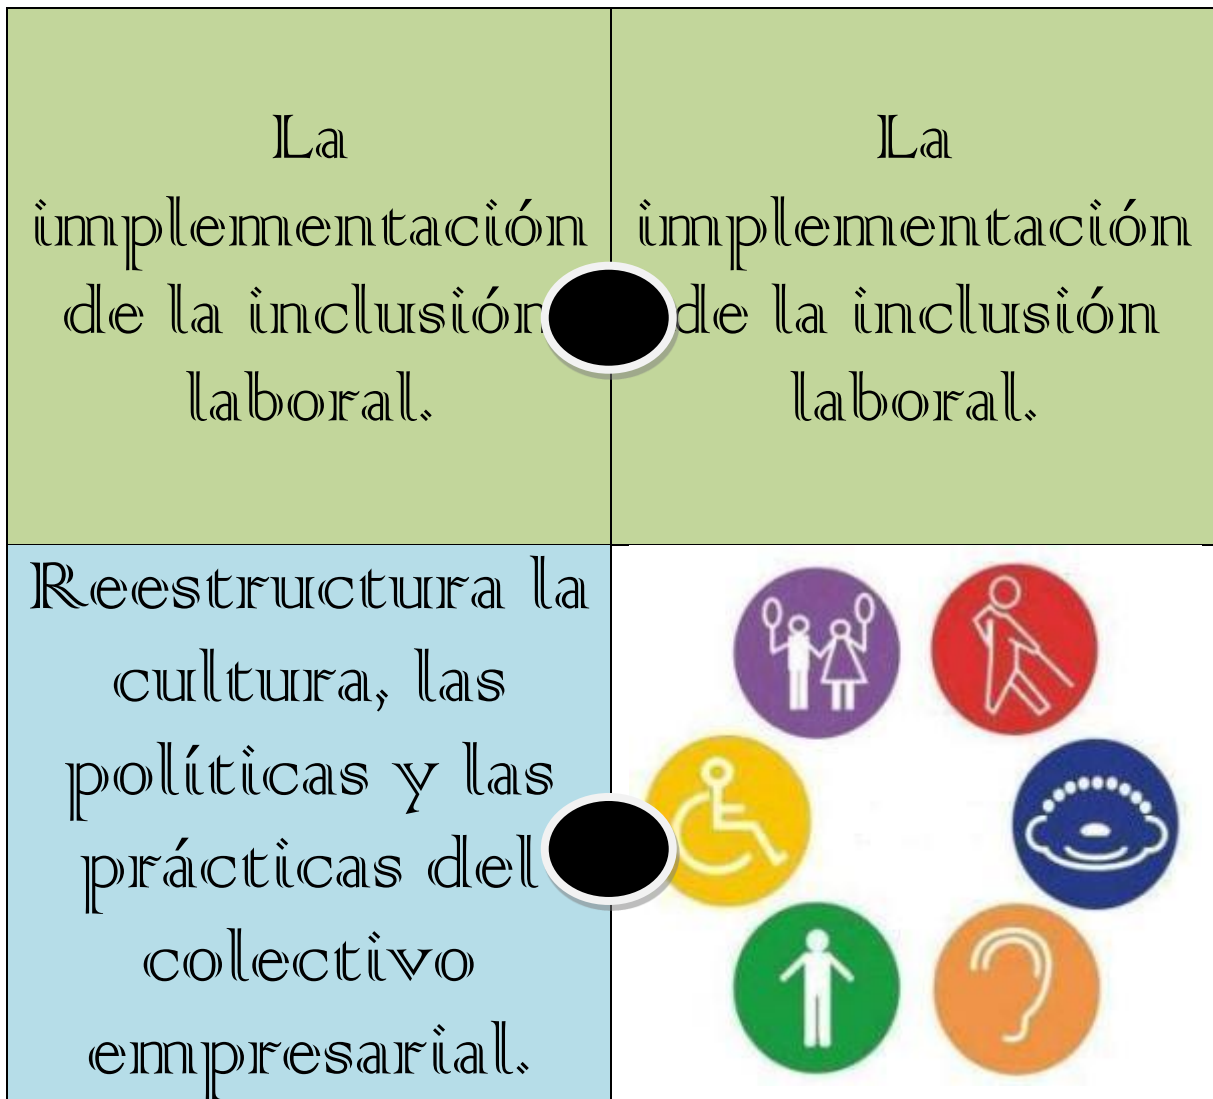 La
implementación
de la inclusión
laboral.
La
implementación
de la inclusión
laboral.
Reestructura la
cultura, las
políticas y las
prácticas del
colectivo
empresarial.